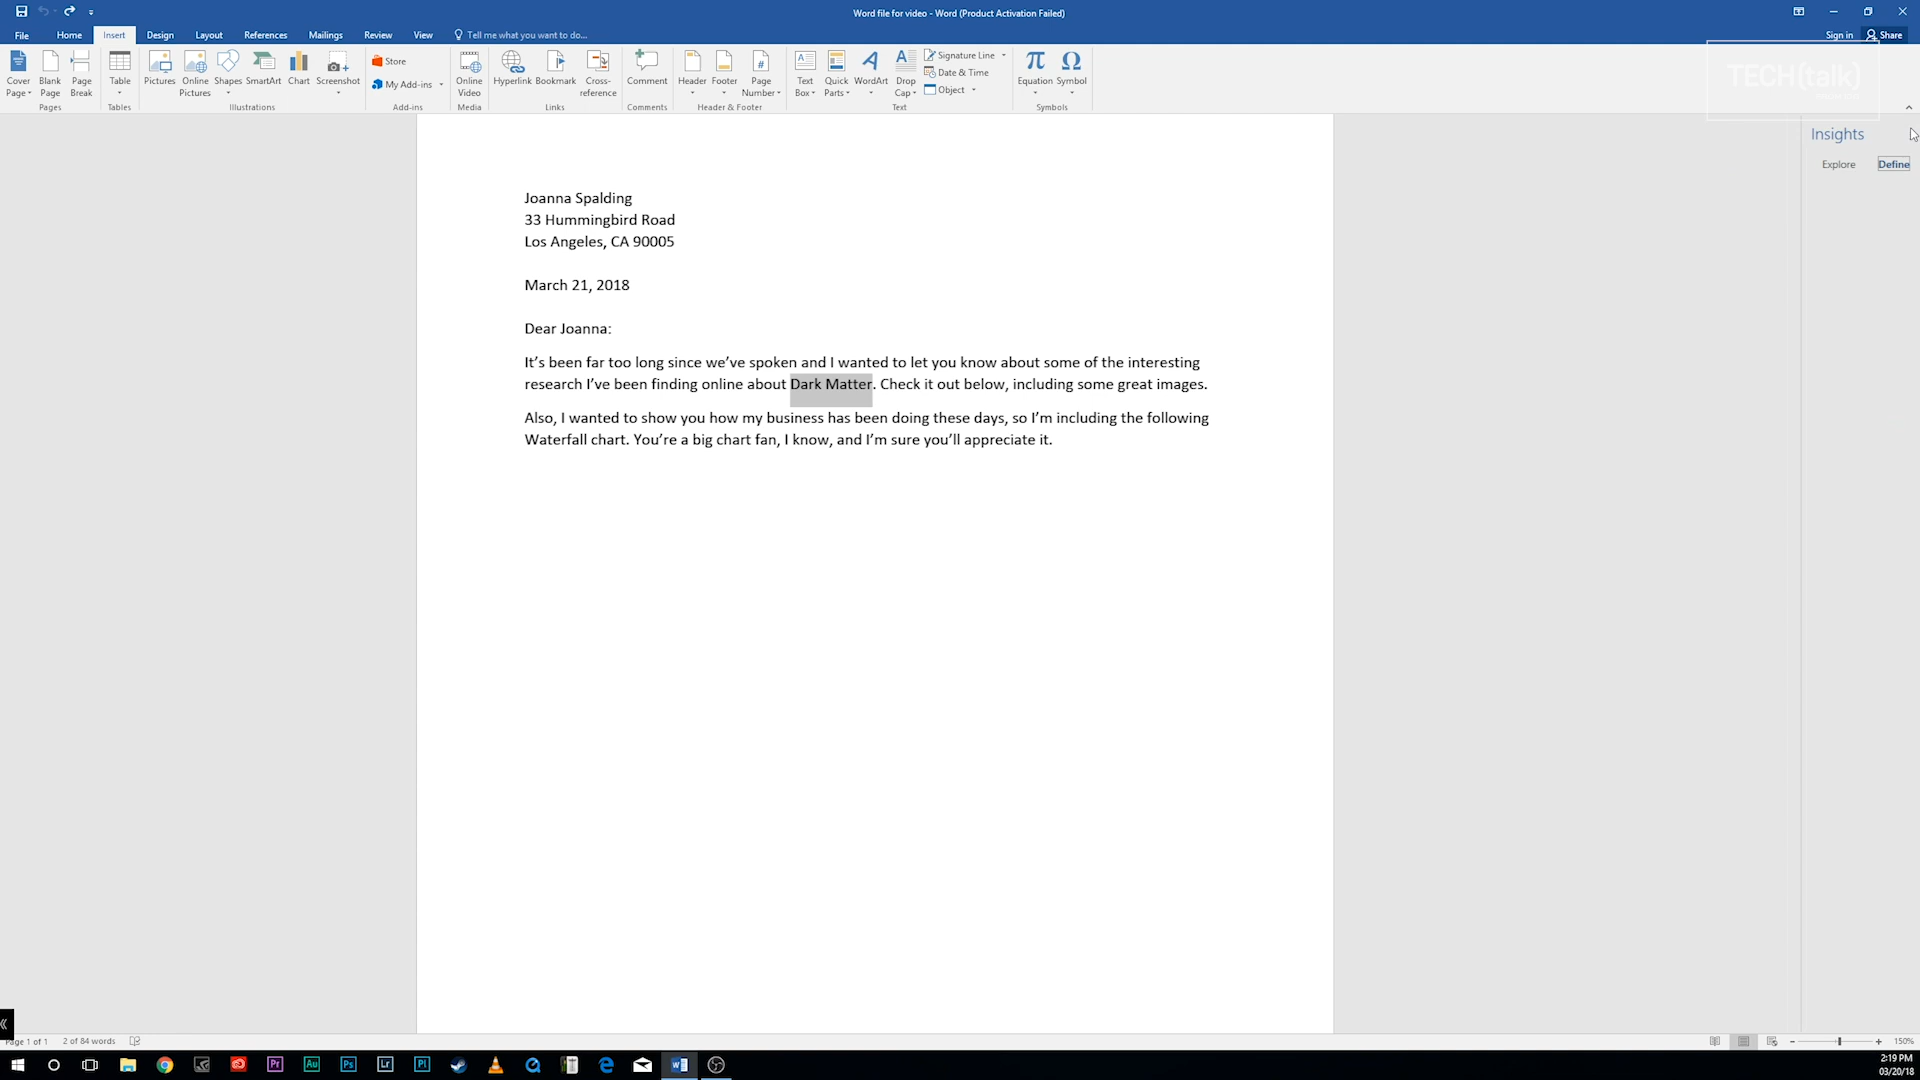 Word file for video - Word (Product Activation Failed)
File Home Insert Design Layout References Mailings Review View Tell me what you want to do...
Sign in Share
Cover Page
Blank Page
Page Break
Pages
Table
Tables
Pictures
Online Pictures
Shapes
SmartArt
Chart
Screenshot
Illustrations
Store
My Add-ins
Add-ins
Online Video
Media
Hyperlink
Bookmark
Cross-reference
Links
Comment
Comments
Header
Footer
Page Number
Header & Footer
Text Box
Quick Parts
WordArt
Drop Cap
Signature Line
Date & Time
Object
Text
Equation
Symbol
Symbols
TECH(talk)
Insights
Explore Define
Joanna Spalding
33 Hummingbird Road
Los Angeles, CA 90005
March 21, 2018
Dear Joanna:
It’s been far too long since we’ve spoken and I wanted to let you know about some of the interesting
research I’ve been finding online about Dark Matter. Check it out below, including some great images.
Also, I wanted to show you how my business has been doing these days, so I’m including the following
Waterfall chart. You’re a big chart fan, I know, and I’m sure you’ll appreciate it.
Page 1 of 1 2 of 84 words
150%
Pr Au Ps Lr Pl
2:19 PM
03/20/18